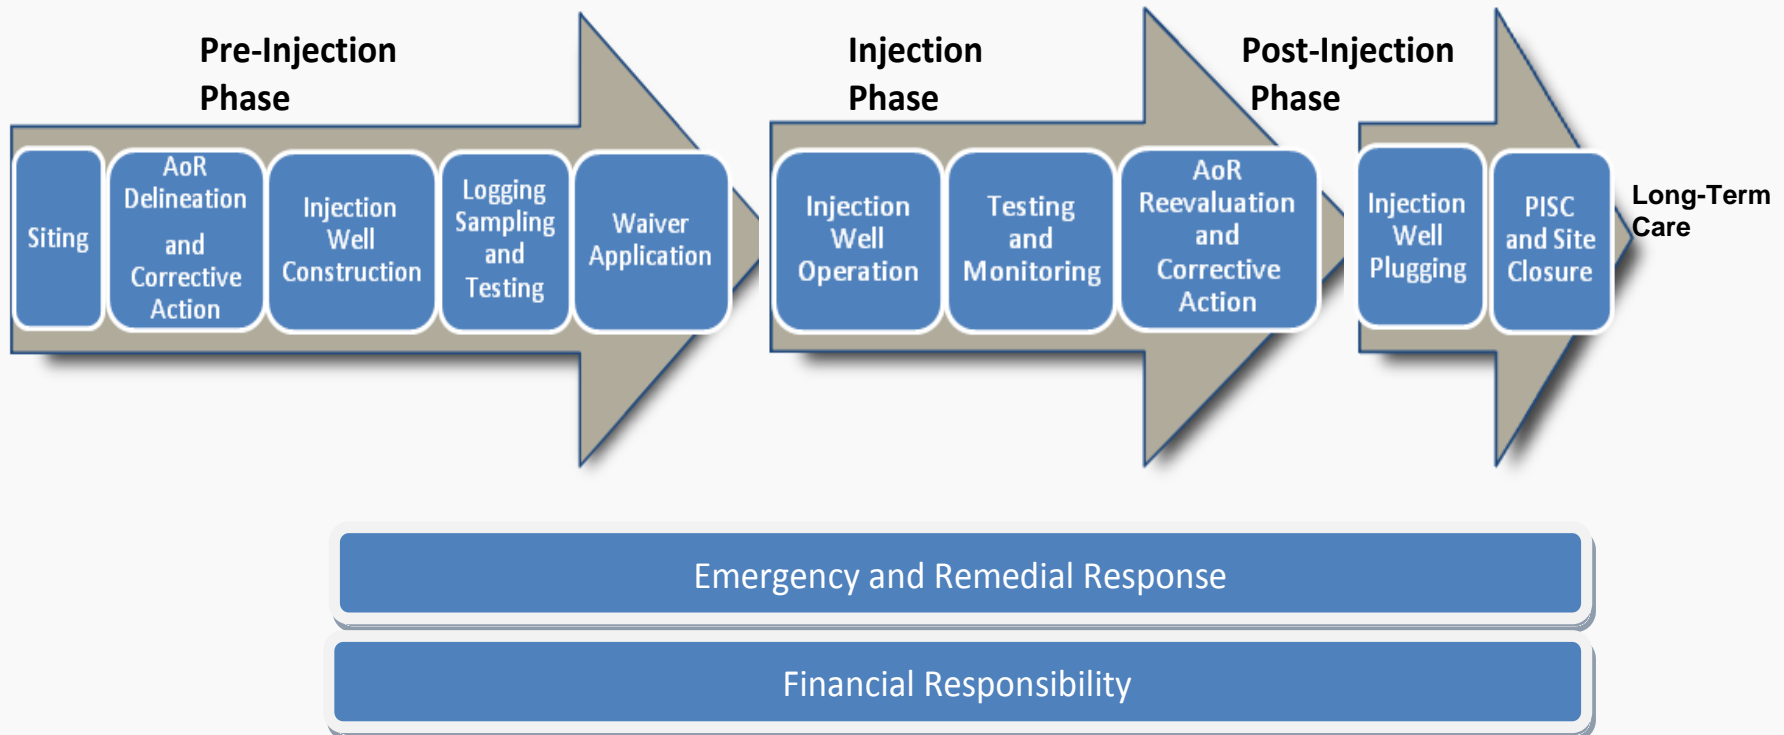 Pre-Injection
Phase
Siting
AoR
Delineation
and
Corrective
Action
Injection
Well
Construction
Logging
Sampling
and
Testing
Waiver
Application
Injection
Phase
Injection
Well
Operation
Testing
and
Monitoring
AoR
Reevaluation
and
Corrective
Action
Post-Injection
Phase
Injection
Well
Plugging
PISC
and Site
Closure
Long-Term
Care
Emergency and Remedial Response
Financial Responsibility